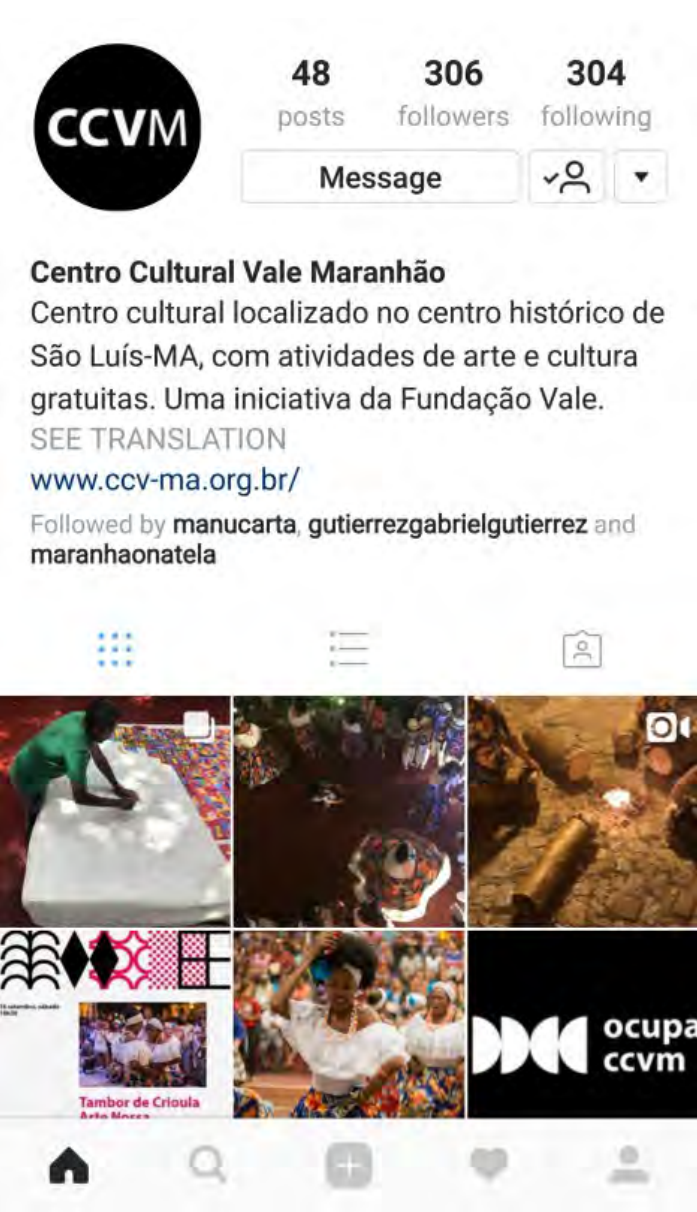 CCVM
48 306 304
posts followers following
Message
Centro Cultural Vale Maranhão
Centro cultural localizado no centro histórico de
São Luís-MA, com atividades de arte e cultura
gratuitas. Uma iniciativa da Fundação Vale.
SEE TRANSLATION
www.ccv-ma.org.br/
Followed by manucarta, gutierrezgabrielgutierrez and
maranhaonatela
Tambor de Crioula
Arte Nossa
ocupa
ccvm